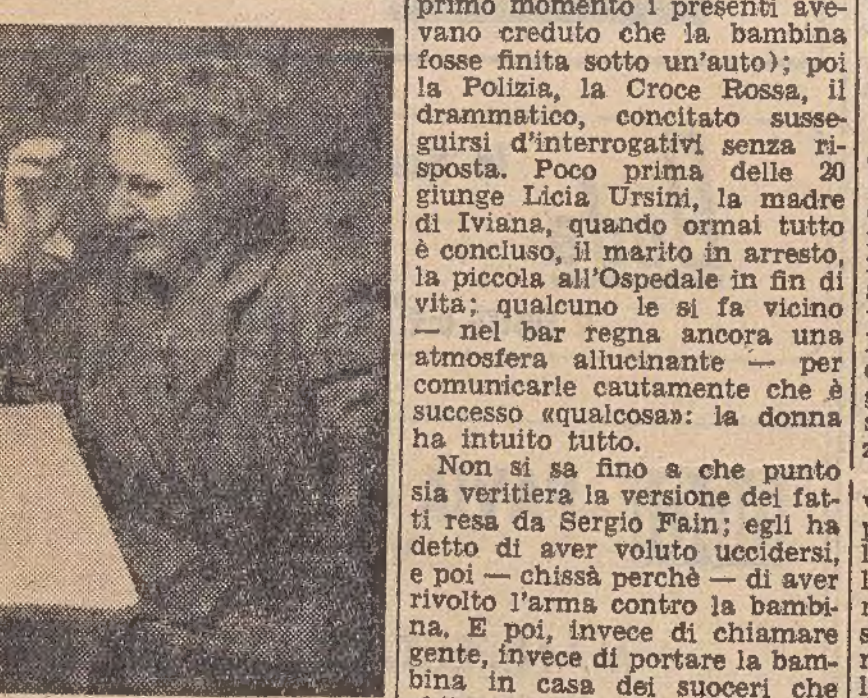 primo momento i presenti ave-
vano creduto che la bambina
fosse finita sotto un'auto); poi
la Polizia, la Croce Rossa, il
drammatico, concitato susse-
guirsi d'interrogativi senza ri-
sposta. Poco prima delle 20
giunge Licia Ursini, la madre
di Iviana, quando ormai tutto
è concluso, il marito in arresto,
la piccola all'Ospedale in fin di
vita; qualcuno le si fa vicino
— nel bar regna ancora una
atmosfera allucinante — per
comunicarle cautamente che è
successo «qualcosa»: la donna
ha intuito tutto.
Non si sa fino a che punto
sia veritiera la versione dei fat-
ti resa da Sergio Fain; egli ha
detto di aver voluto uccidersi,
e poi — chissà perchè — di aver
rivolto l'arma contro la bambi-
na. E poi, invece di chiamare
gente, invece di portare la bam-
bina in casa dei suoceri che